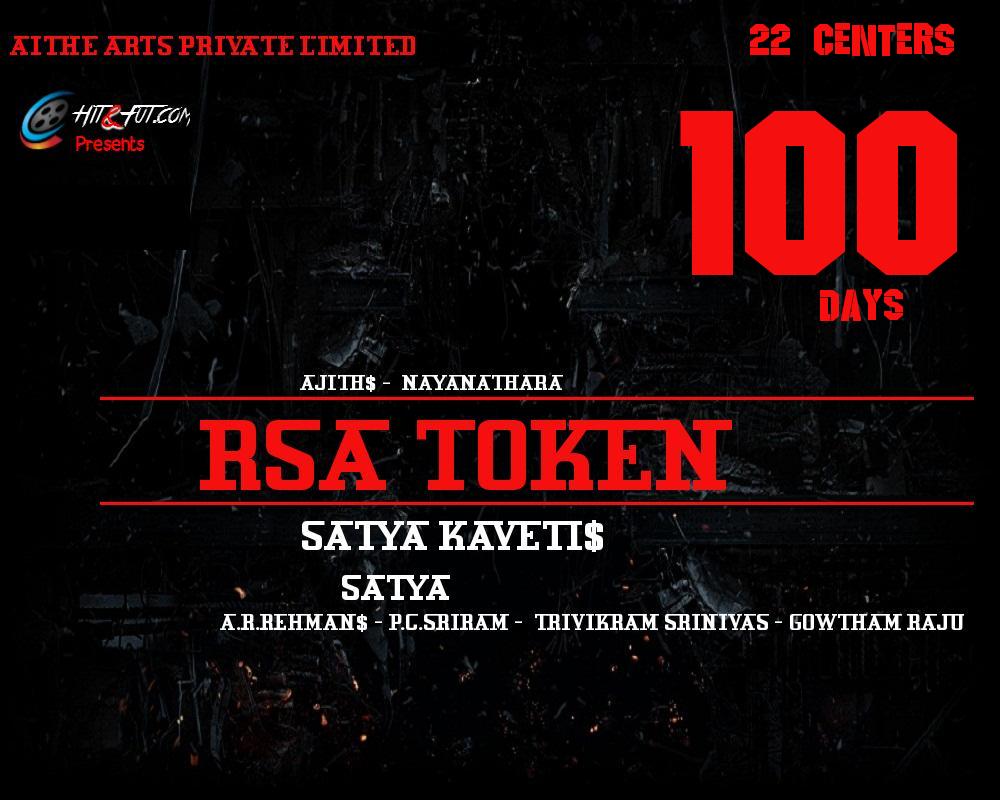 AITHE ARTS PRIVATE LIMITED
22 CENTERS
HIT&FUT.COM
Presents
100
DAYS
AJITH$ - NAYANATHARA
RSA TOKEN
SATYA KAVETI$
SATYA
A.R.REHMAN$ - P.C.SRIRAM - TRIVIKRAM SRINIVAS - GOWTHAM RAJU